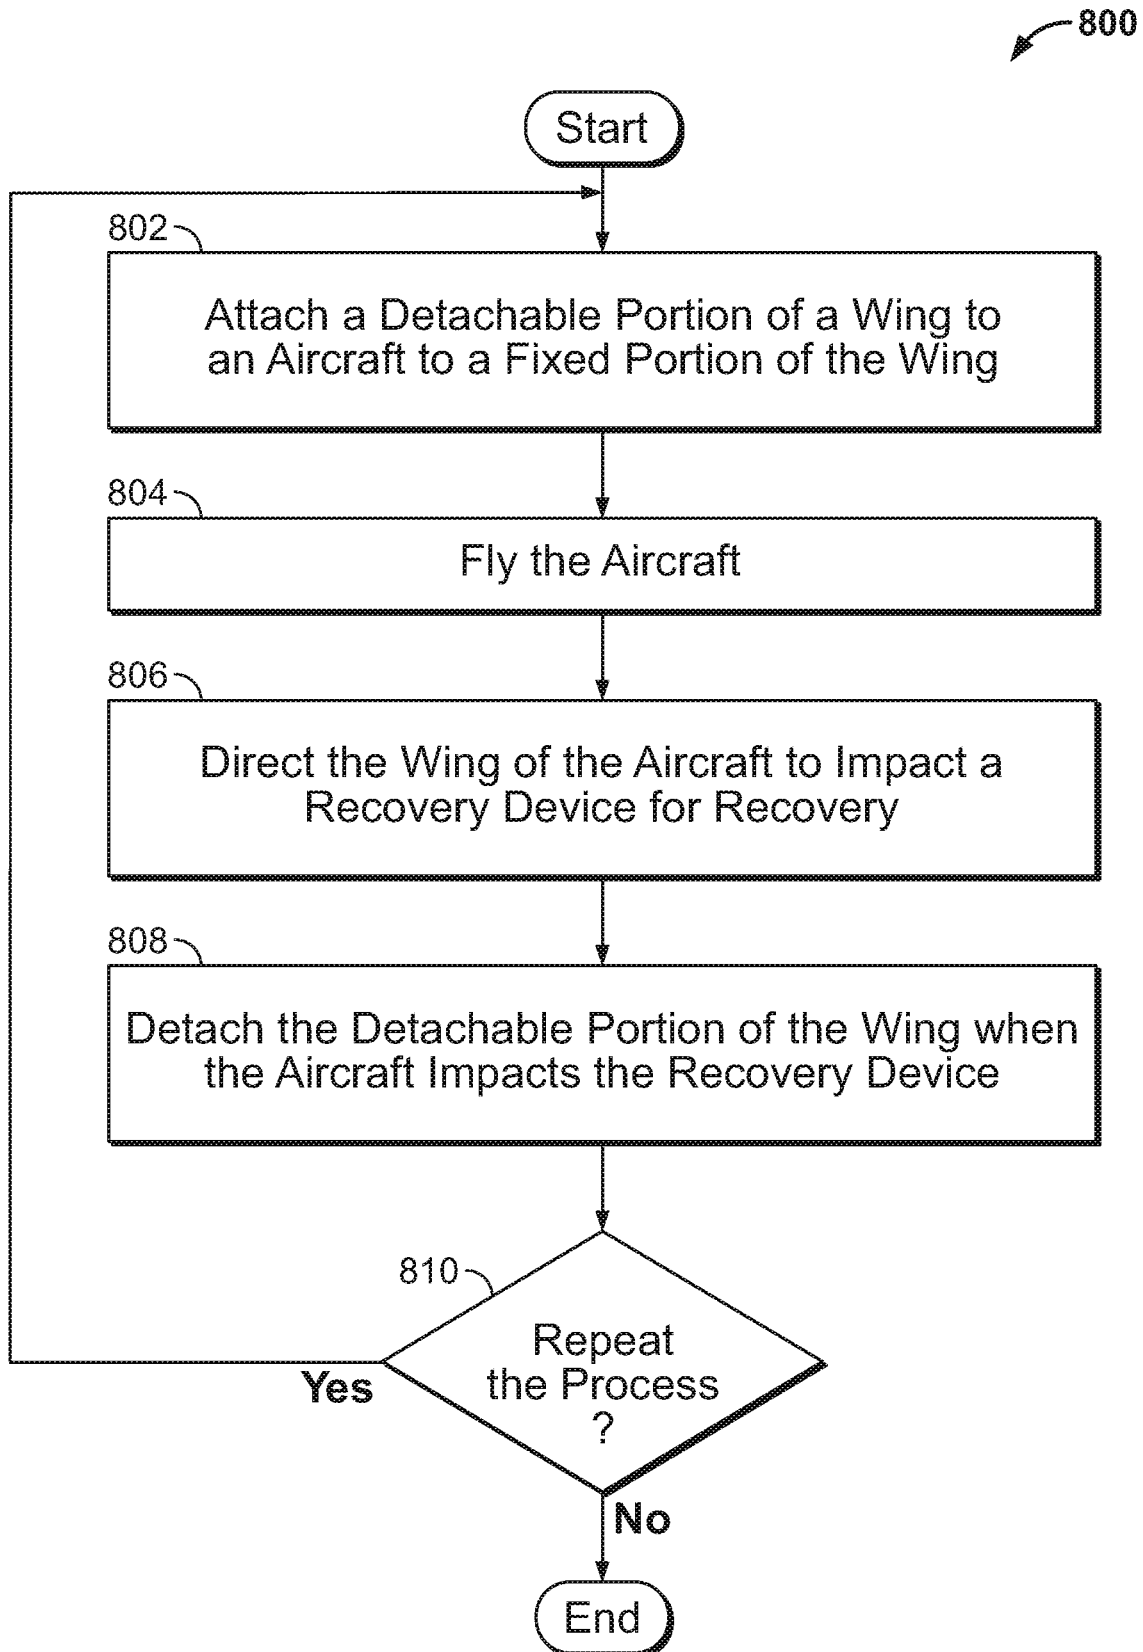 800
Start
802
Attach a Detachable Portion of a Wing to
an Aircraft to a Fixed Portion of the Wing
804
Fly the Aircraft
806
Direct the Wing of the Aircraft to Impact a
Recovery Device for Recovery
808
Detach the Detachable Portion of the Wing when
the Aircraft Impacts the Recovery Device
810
Repeat
the Process
?
Yes
No
End